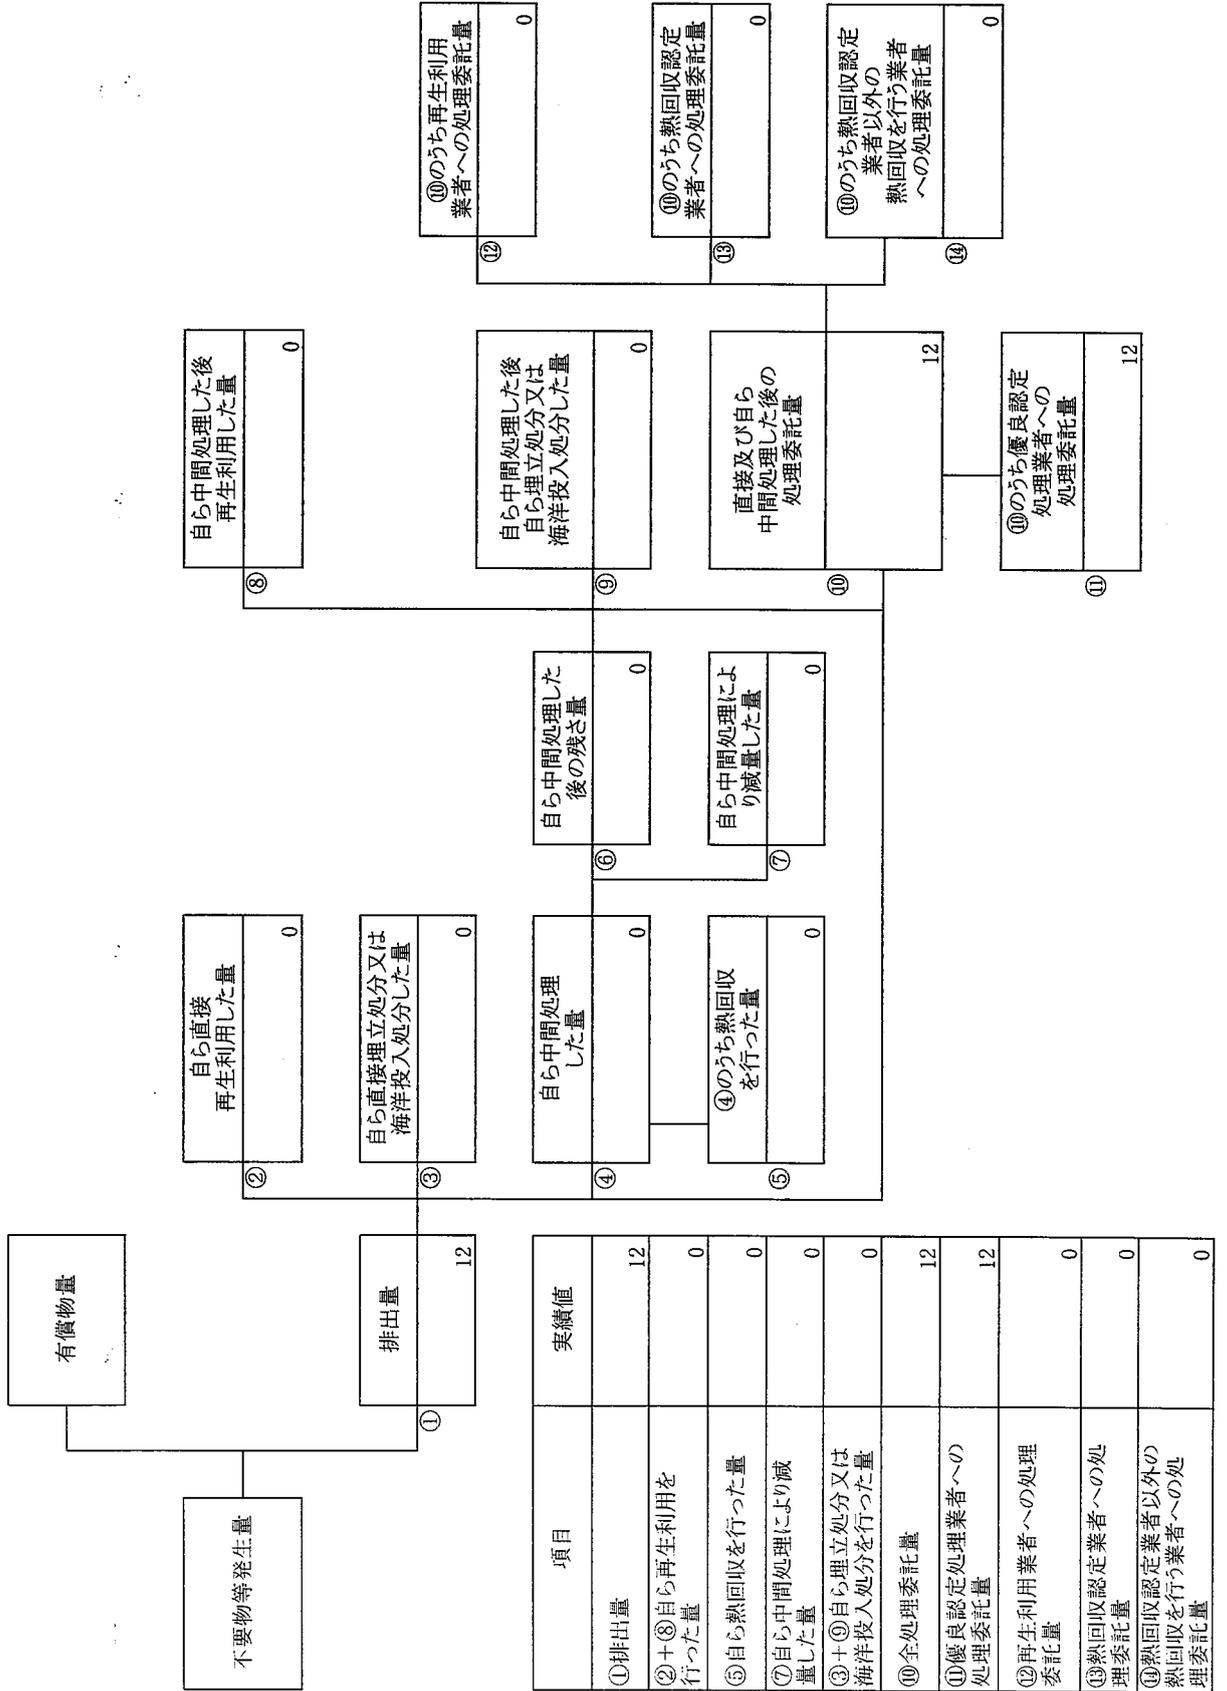 不要物等発生量
有償物量
①
排出量
12
②
自ら直接
再生利用した量
0
③
自ら直接埋立処分又は
海洋投入処分した量
0
④
自ら中間処理
した量
0
⑤
④のうち熱回収
を行った量
0
⑥
自ら中間処理した
後の残さ量
0
⑦
自ら中間処理によ
り減量した量
0
⑧
自ら中間処理した後
再生利用した量
0
⑨
自ら中間処理した後
自ら埋立処分又は
海洋投入処分した量
0
⑩
直接及び自ら
中間処理した後の
処理委託量
12
⑪
⑩のうち優良認定
処理業者への
処理委託量
12
⑫
⑩のうち再生利用
業者への処理委託量
0
⑬
⑩のうち熱回収認定
業者への処理委託量
0
⑭
⑩のうち熱回収認定
業者以外の
熱回収を行う業者
への処理委託量
0
項目 実績値
①排出量 12
②+⑧自ら再生利用を
行った量 0
⑤自ら熱回収を行った量 0
⑦自ら中間処理により減
量した量 0
③+⑨自ら埋立処分又は
海洋投入処分を行った量 0
⑩全処理委託量 12
⑪優良認定処理業者への
処理委託量 12
⑫再生利用業者への処理
委託量 0
⑬熱回収認定業者への処
理委託量 0
⑭熱回収認定業者以外の
熱回収を行う業者への処
理委託量 0